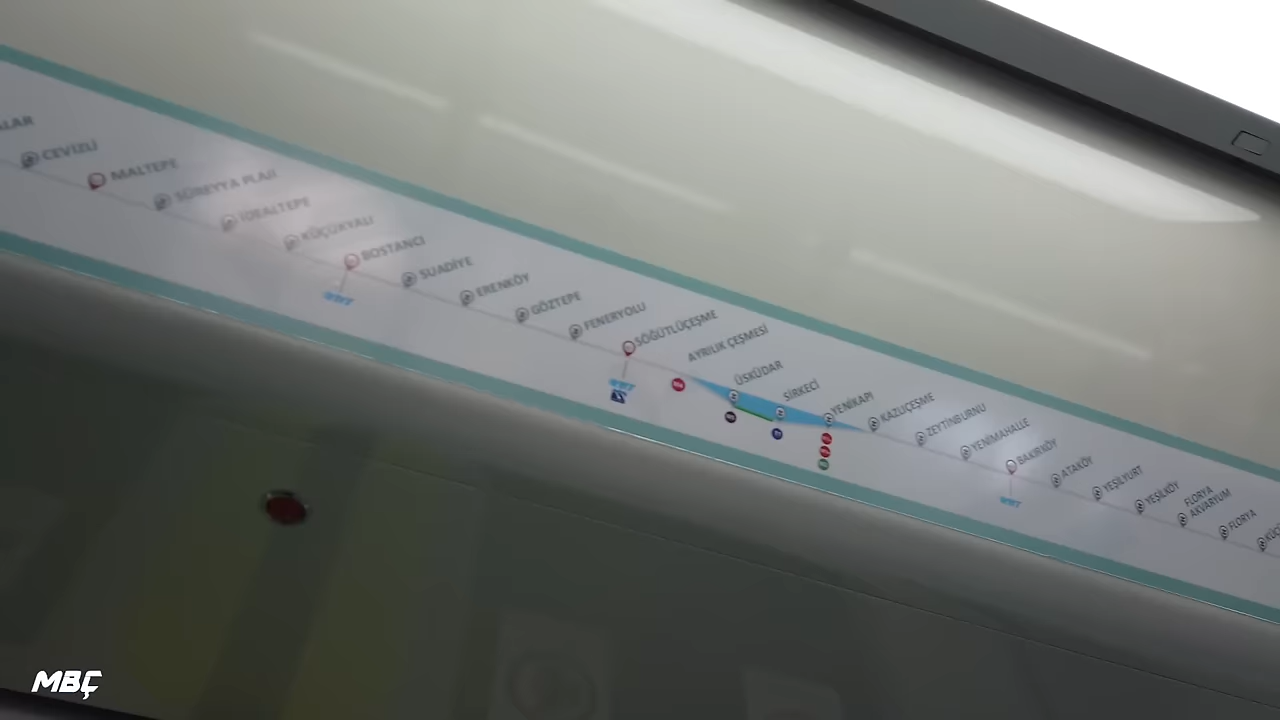 CEVİZLİ
MALTEPE
SÜREYYA PLAJI
İDEALTEPE
KÜÇÜKYALI
BOSTANCI
SUADİYE
ERENKÖY
GÖZTEPE
FENERYOLU
SÖĞÜTLÜÇEŞME
AYRILIK ÇEŞMESİ
ÜSKÜDAR
SİRKECİ
YENİKAPI
KAZLIÇEŞME
ZEYTİNBURNU
YENİMAHALLE
BAKIRKÖY
ATAKÖY
YEŞİLYURT
YEŞİLKÖY
FLORYA
AKVARYUM
FLORYA
MBÇ